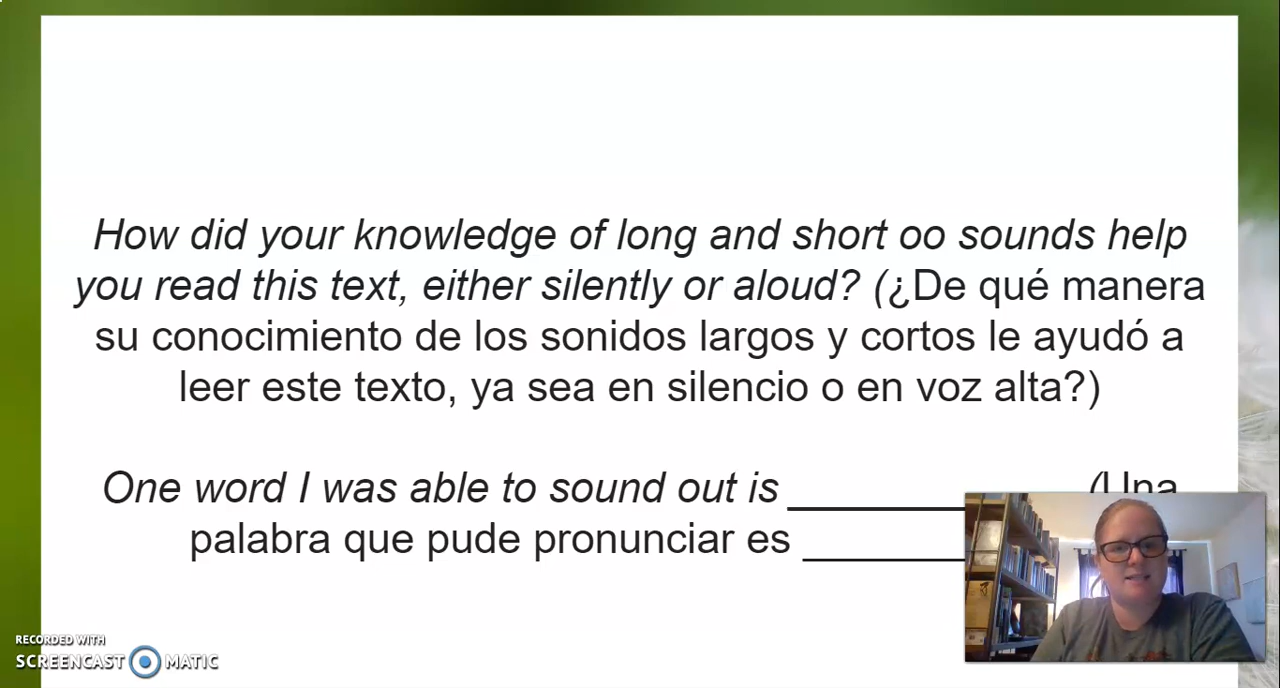 How did your knowledge of long and short oo sounds help
you read this text, either silently or aloud? (¿De qué manera
su conocimiento de los sonidos largos y cortos le ayudó a
leer este texto, ya sea en silencio o en voz alta?)
One word I was able to sound out is ____________ (Una
palabra que pude pronunciar es ________
RECORDED WITH
SCREENCAST MATIC